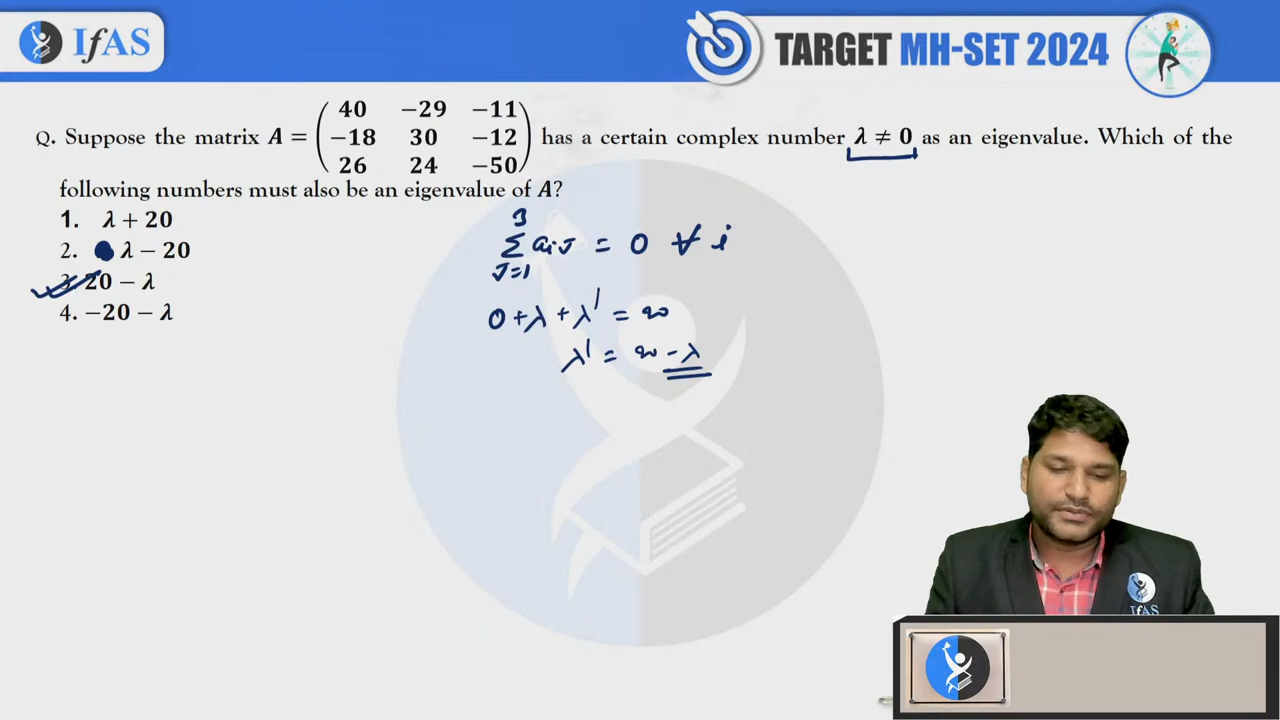 IfAS
TARGET MH-SET 2024
Q. Suppose the matrix A = ( 40 −29 −11
−18 30 −12
26 24 −50 ) has a certain complex number λ ≠ 0 as an eigenvalue. Which of the
following numbers must also be an eigenvalue of A?
1. λ + 20
2. λ − 20
3. 20 − λ
4. −20 − λ
3
Σ aij = 0 ∀ i
J=1
0 + λ + λ' = 20
λ' = 20 − λ
IfAS